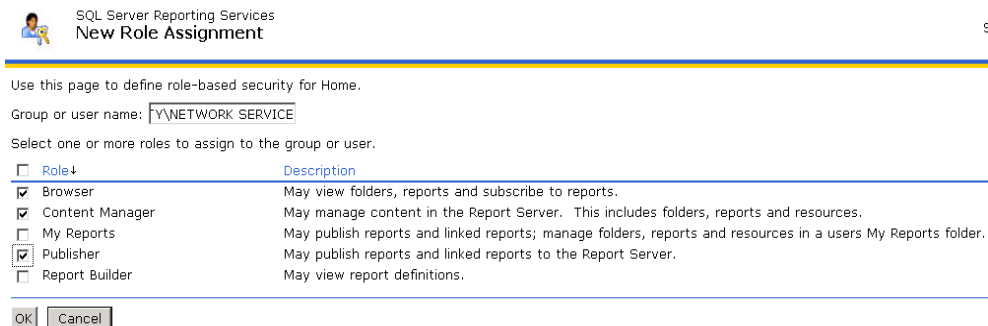 SQL Server Reporting Services
New Role Assignment
Use this page to define role-based security for Home.
Group or user name: Y\NETWORK SERVICE
Select one or more roles to assign to the group or user.
Role↓ Description
Browser May view folders, reports and subscribe to reports.
Content Manager May manage content in the Report Server. This includes folders, reports and resources.
My Reports May publish reports and linked reports; manage folders, reports and resources in a users My Reports folder.
Publisher May publish reports and linked reports to the Report Server.
Report Builder May view report definitions.
OK Cancel